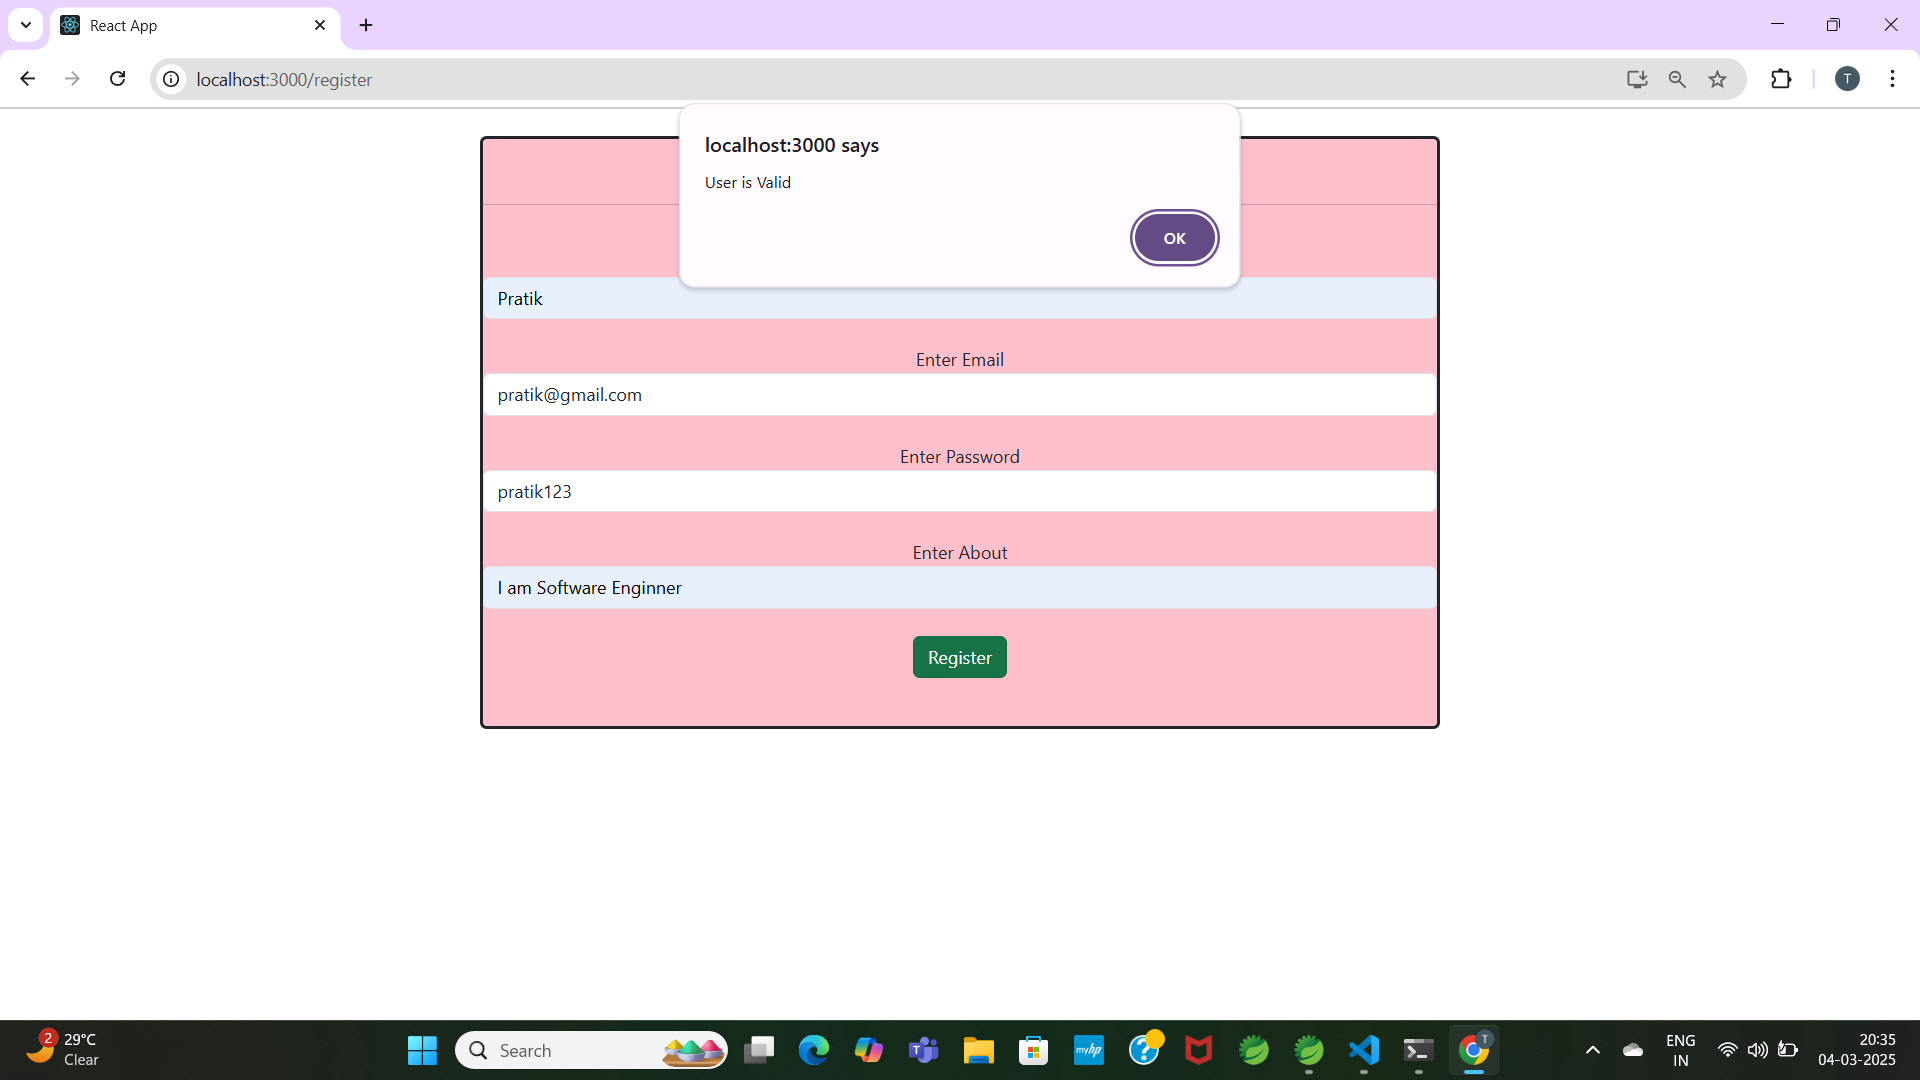 React App
localhost:3000/register
T
localhost:3000 says
User is Valid
OK
Pratik
Enter Email
pratik@gmail.com
Enter Password
pratik123
Enter About
I am Software Enginner
Register
2
29°C
Clear
Search
myhp
T
ENG
IN
20:35
04-03-2025